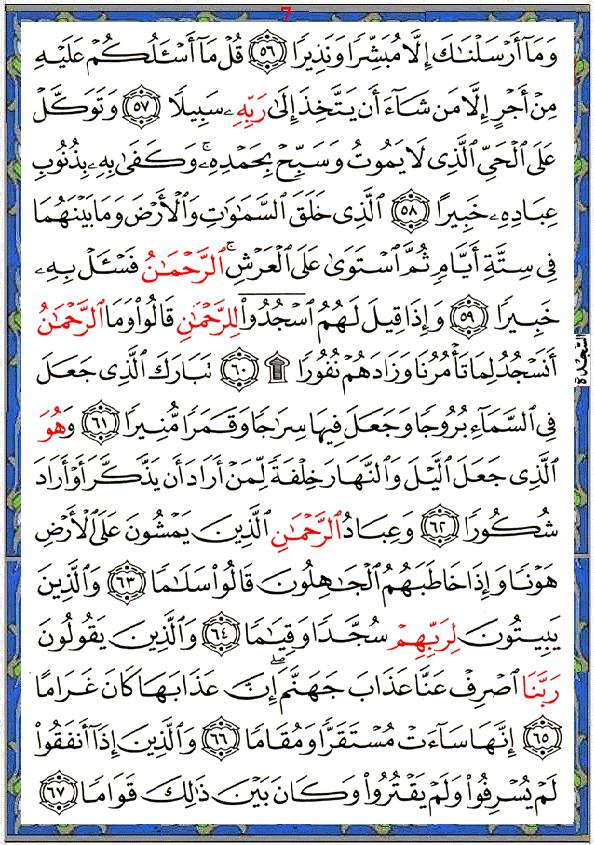 7
وَمَآ أَرۡسَلۡنَٰكَ إِلَّا مُبَشِّرٗا وَنَذِيرٗا ٥٦ قُلۡ مَآ أَسۡـَٔلُكُمۡ عَلَيۡهِ
مِنۡ أَجۡرٍ إِلَّا مَن شَآءَ أَن يَتَّخِذَ إِلَىٰ رَبِّهِۦ سَبِيلٗا ٥٧ وَتَوَكَّلۡ
عَلَى ٱلۡحَيِّ ٱلَّذِي لَا يَمُوتُ وَسَبِّحۡ بِحَمۡدِهِۦۚ وَكَفَىٰ بِهِۦ بِذُنُوبِ
عِبَادِهِۦ خَبِيرًا ٥٨ ٱلَّذِي خَلَقَ ٱلسَّمَٰوَٰتِ وَٱلۡأَرۡضَ وَمَا بَيۡنَهُمَا
فِي سِتَّةِ أَيَّامٖ ثُمَّ ٱسۡتَوَىٰ عَلَى ٱلۡعَرۡشِۚ ٱلرَّحۡمَٰنُ فَسۡـَٔلۡ بِهِۦ
خَبِيرٗا ٥٩ وَإِذَا قِيلَ لَهُمُ ٱسۡجُدُواْۤ لِلرَّحۡمَٰنِ قَالُواْ وَمَا ٱلرَّحۡمَٰنُ
أَنَسۡجُدُ لِمَا تَأۡمُرُنَا وَزَادَهُمۡ نُفُورٗا ۩ ٦٠ تَبَارَكَ ٱلَّذِي جَعَلَ
السَّجْدَة
فِي ٱلسَّمَآءِ بُرُوجٗا وَجَعَلَ فِيهَا سِرَٰجٗا وَقَمَرٗا مُّنِيرٗا ٦١ وَهُوَ
ٱلَّذِي جَعَلَ ٱلَّيۡلَ وَٱلنَّهَارَ خِلۡفَةٗ لِّمَنۡ أَرَادَ أَن يَذَّكَّرَ أَوۡ أَرَادَ
شُكُورٗا ٦٢ وَعِبَادُ ٱلرَّحۡمَٰنِ ٱلَّذِينَ يَمۡشُونَ عَلَى ٱلۡأَرۡضِ
هَوۡنٗا وَإِذَا خَاطَبَهُمُ ٱلۡجَٰهِلُونَ قَالُواْ سَلَٰمٗا ٦٣ وَٱلَّذِينَ
يَبِيتُونَ لِرَبِّهِمۡ سُجَّدٗا وَقِيَٰمٗا ٦٤ وَٱلَّذِينَ يَقُولُونَ
رَبَّنَا ٱصۡرِفۡ عَنَّا عَذَابَ جَهَنَّمَۖ إِنَّ عَذَابَهَا كَانَ غَرَامًا
٦٥ إِنَّهَا سَآءَتۡ مُسۡتَقَرّٗا وَمُقَامٗا ٦٦ وَٱلَّذِينَ إِذَآ أَنفَقُواْ
لَمۡ يُسۡرِفُواْ وَلَمۡ يَقۡتُرُواْ وَكَانَ بَيۡنَ ذَٰلِكَ قَوَامٗا ٦٧